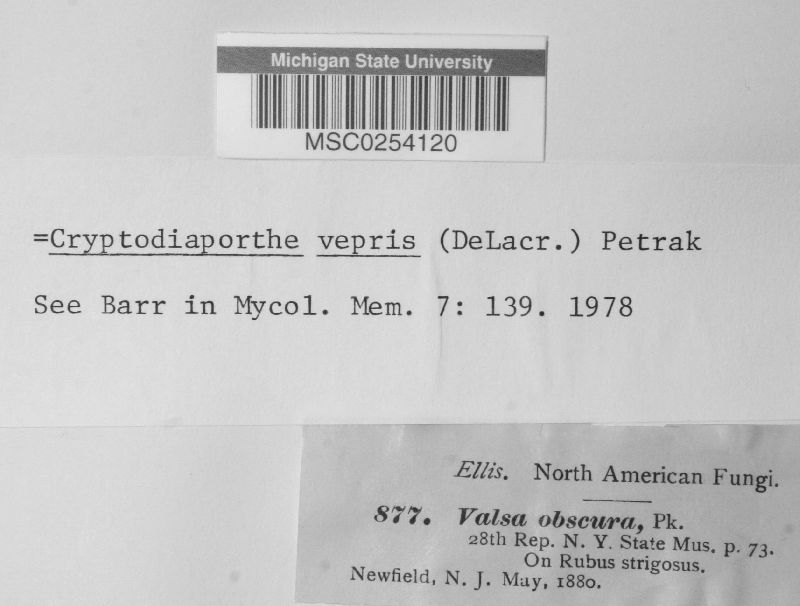 Michigan State University
MSC0254120
=Cryptodiaporthe vepris (DeLacr.) Petrak
See Barr in Mycol. Mem. 7: 139. 1978
Ellis. North American Fungi.
877. Valsa obscura, Pk.
28th Rep. N. Y. State Mus. p. 73.
On Rubus strigosus.
Newfield, N. J. May, 1880.